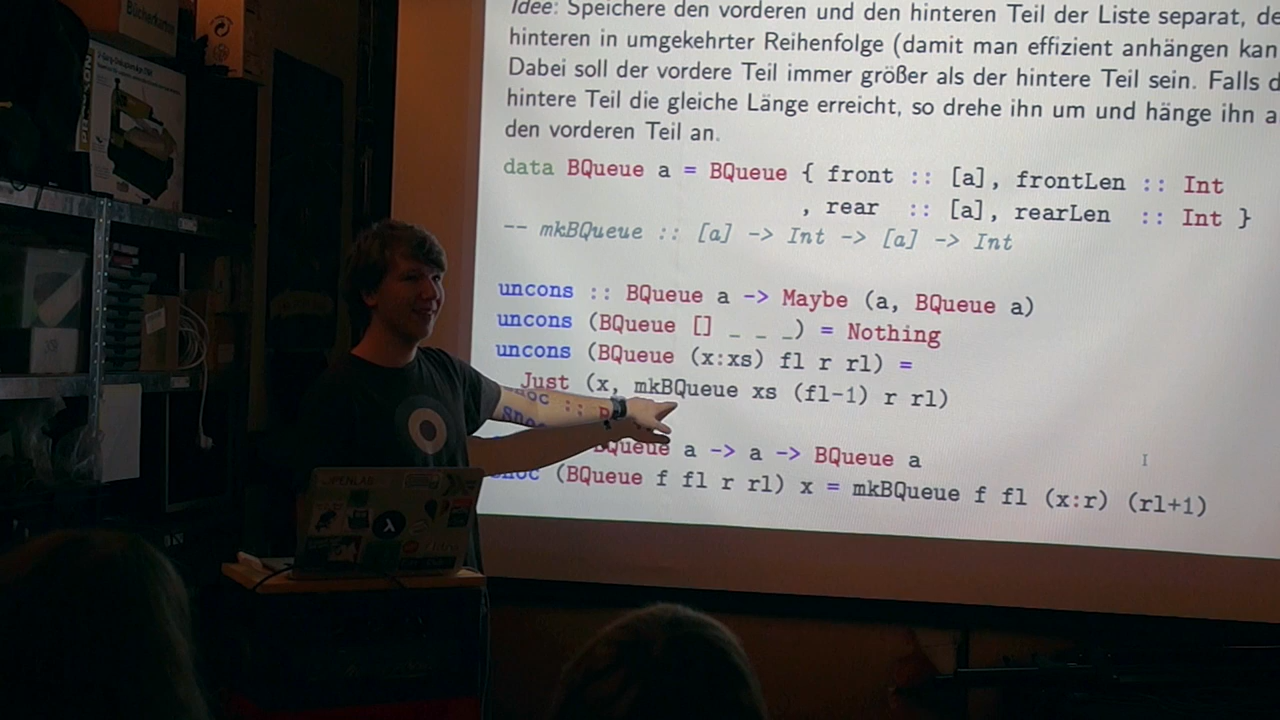 Bücherkammer
Idee: Speichere den vorderen und den hinteren Teil der Liste separat, de
hinteren in umgekehrter Reihenfolge (damit man effizient anhängen kan
Dabei soll der vordere Teil immer größer als der hintere Teil sein. Falls d
hintere Teil die gleiche Länge erreicht, so drehe ihn um und hänge ihn a
den vorderen Teil an.
data BQueue a = BQueue { front :: [a], frontLen :: Int
, rear :: [a], rearLen :: Int }
-- mkBQueue :: [a] -> Int -> [a] -> Int
uncons :: BQueue a -> Maybe (a, BQueue a)
uncons (BQueue [] _ _ _) = Nothing
uncons (BQueue (x:xs) fl r rl) =
Just (x, mkBQueue xs (fl-1) r rl)
BQueue a -> a -> BQueue a
snoc (BQueue f fl r rl) x = mkBQueue f fl (x:r) (rl+1)
OPENLAB
λ